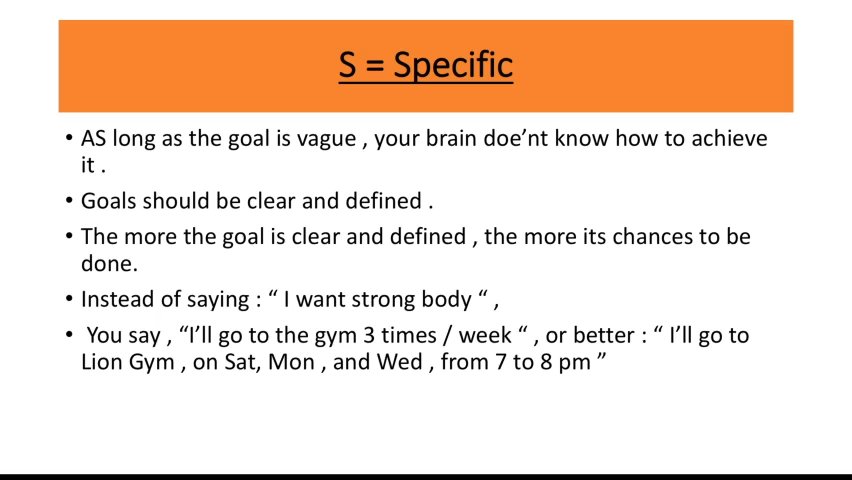 S = Specific
• AS long as the goal is vague , your brain doe’nt know how to achieve
it .
• Goals should be clear and defined .
• The more the goal is clear and defined , the more its chances to be
done.
• Instead of saying : “ I want strong body “ ,
• You say , “I’ll go to the gym 3 times / week “ , or better : “ I’ll go to
Lion Gym , on Sat, Mon , and Wed , from 7 to 8 pm ”